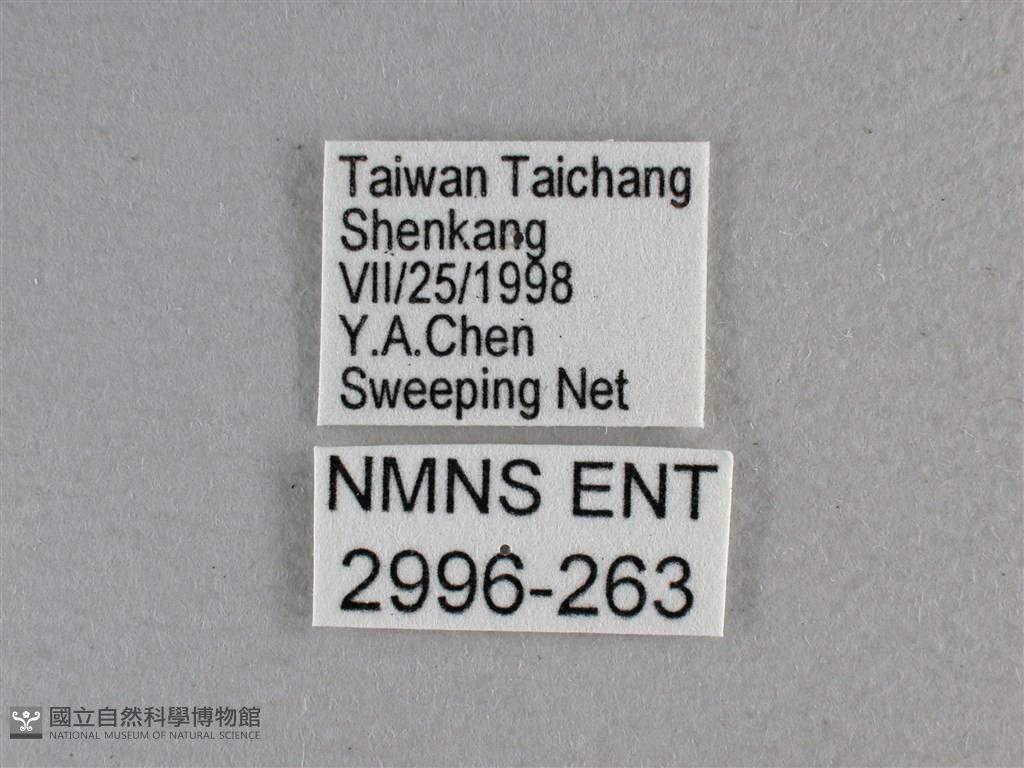 Taiwan Taichang
Shenkang
VII/25/1998
Y.A.Chen
Sweeping Net
NMNS ENT
2996-263
國立自然科學博物館
NATIONAL MUSEUM OF NATURAL SCIENCE